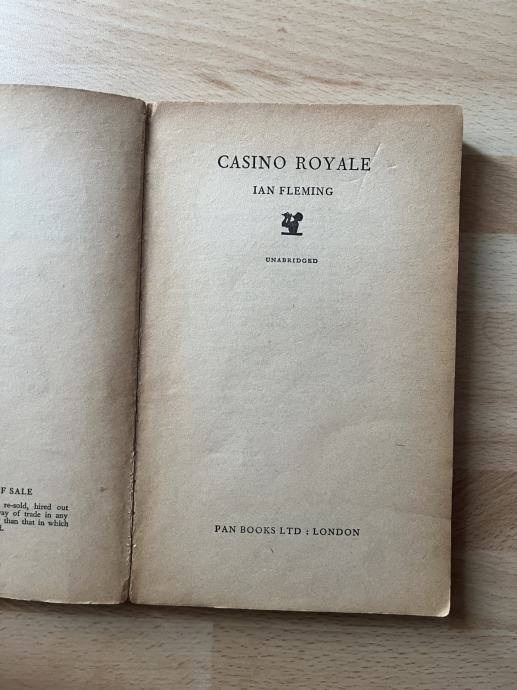 F SALE
re-sold, hired out
way of trade in any
than that in which
CASINO ROYALE
IAN FLEMING
UNABRIDGED
PAN BOOKS LTD : LONDON